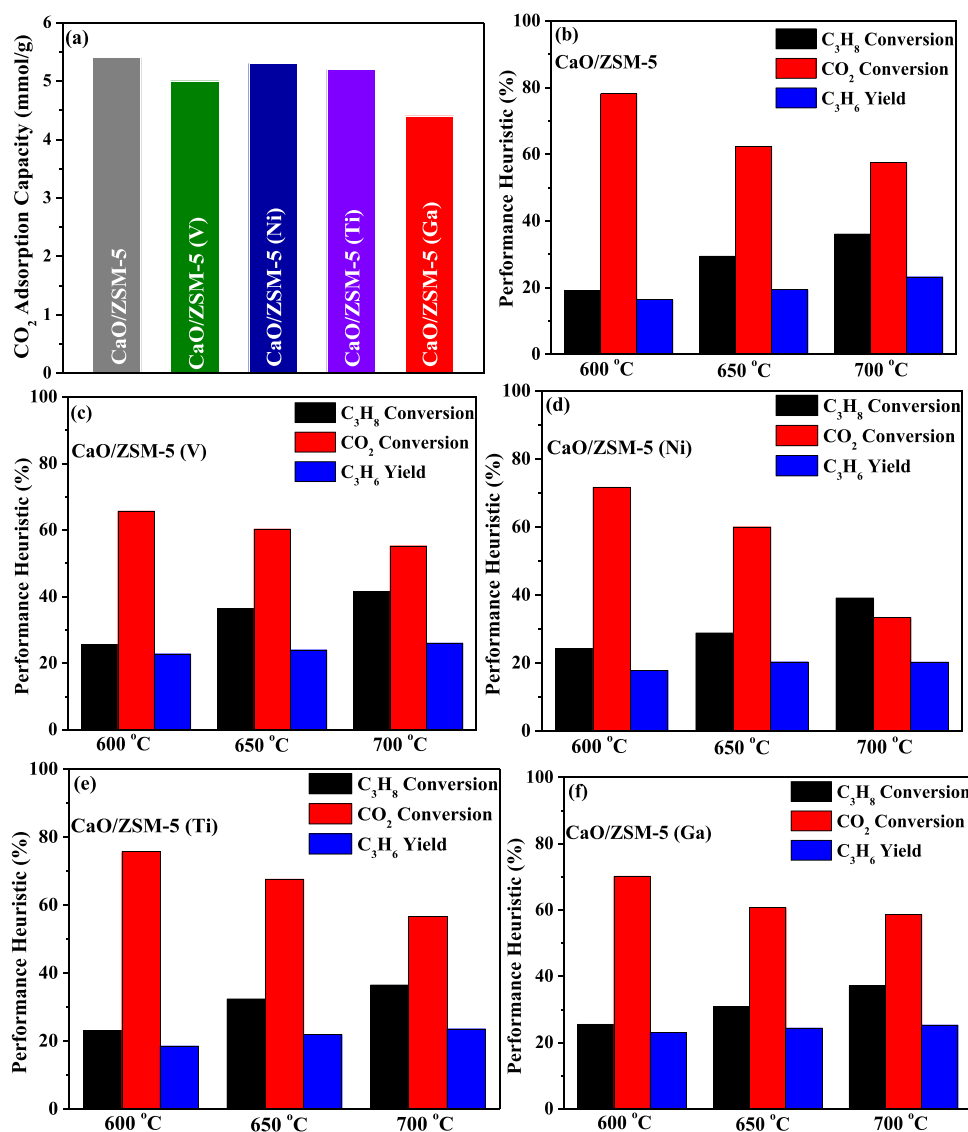 (a)
CO₂ Adsorption Capacity (mmol/g)
6
5
4
3
2
1
0
CaO/ZSM-5
CaO/ZSM-5 (V)
CaO/ZSM-5 (Ni)
CaO/ZSM-5 (Ti)
CaO/ZSM-5 (Ga)
(b)
CaO/ZSM-5
C₃H₈ Conversion
CO₂ Conversion
C₃H₆ Yield
Performance Heuristic (%)
100
80
60
40
20
0
600 °C
650 °C
700 °C
(c)
CaO/ZSM-5 (V)
C₃H₈ Conversion
CO₂ Conversion
C₃H₆ Yield
Performance Heuristic (%)
100
80
60
40
20
0
600 °C
650 °C
700 °C
(d)
CaO/ZSM-5 (Ni)
C₃H₈ Conversion
CO₂ Conversion
C₃H₆ Yield
Performance Heuristic (%)
100
80
60
40
20
0
600 °C
650 °C
700 °C
(e)
CaO/ZSM-5 (Ti)
C₃H₈ Conversion
CO₂ Conversion
C₃H₆ Yield
Performance Heuristic (%)
100
80
60
40
20
0
600 °C
650 °C
700 °C
(f)
CaO/ZSM-5 (Ga)
C₃H₈ Conversion
CO₂ Conversion
C₃H₆ Yield
Performance Heuristic (%)
100
80
60
40
20
0
600 °C
650 °C
700 °C